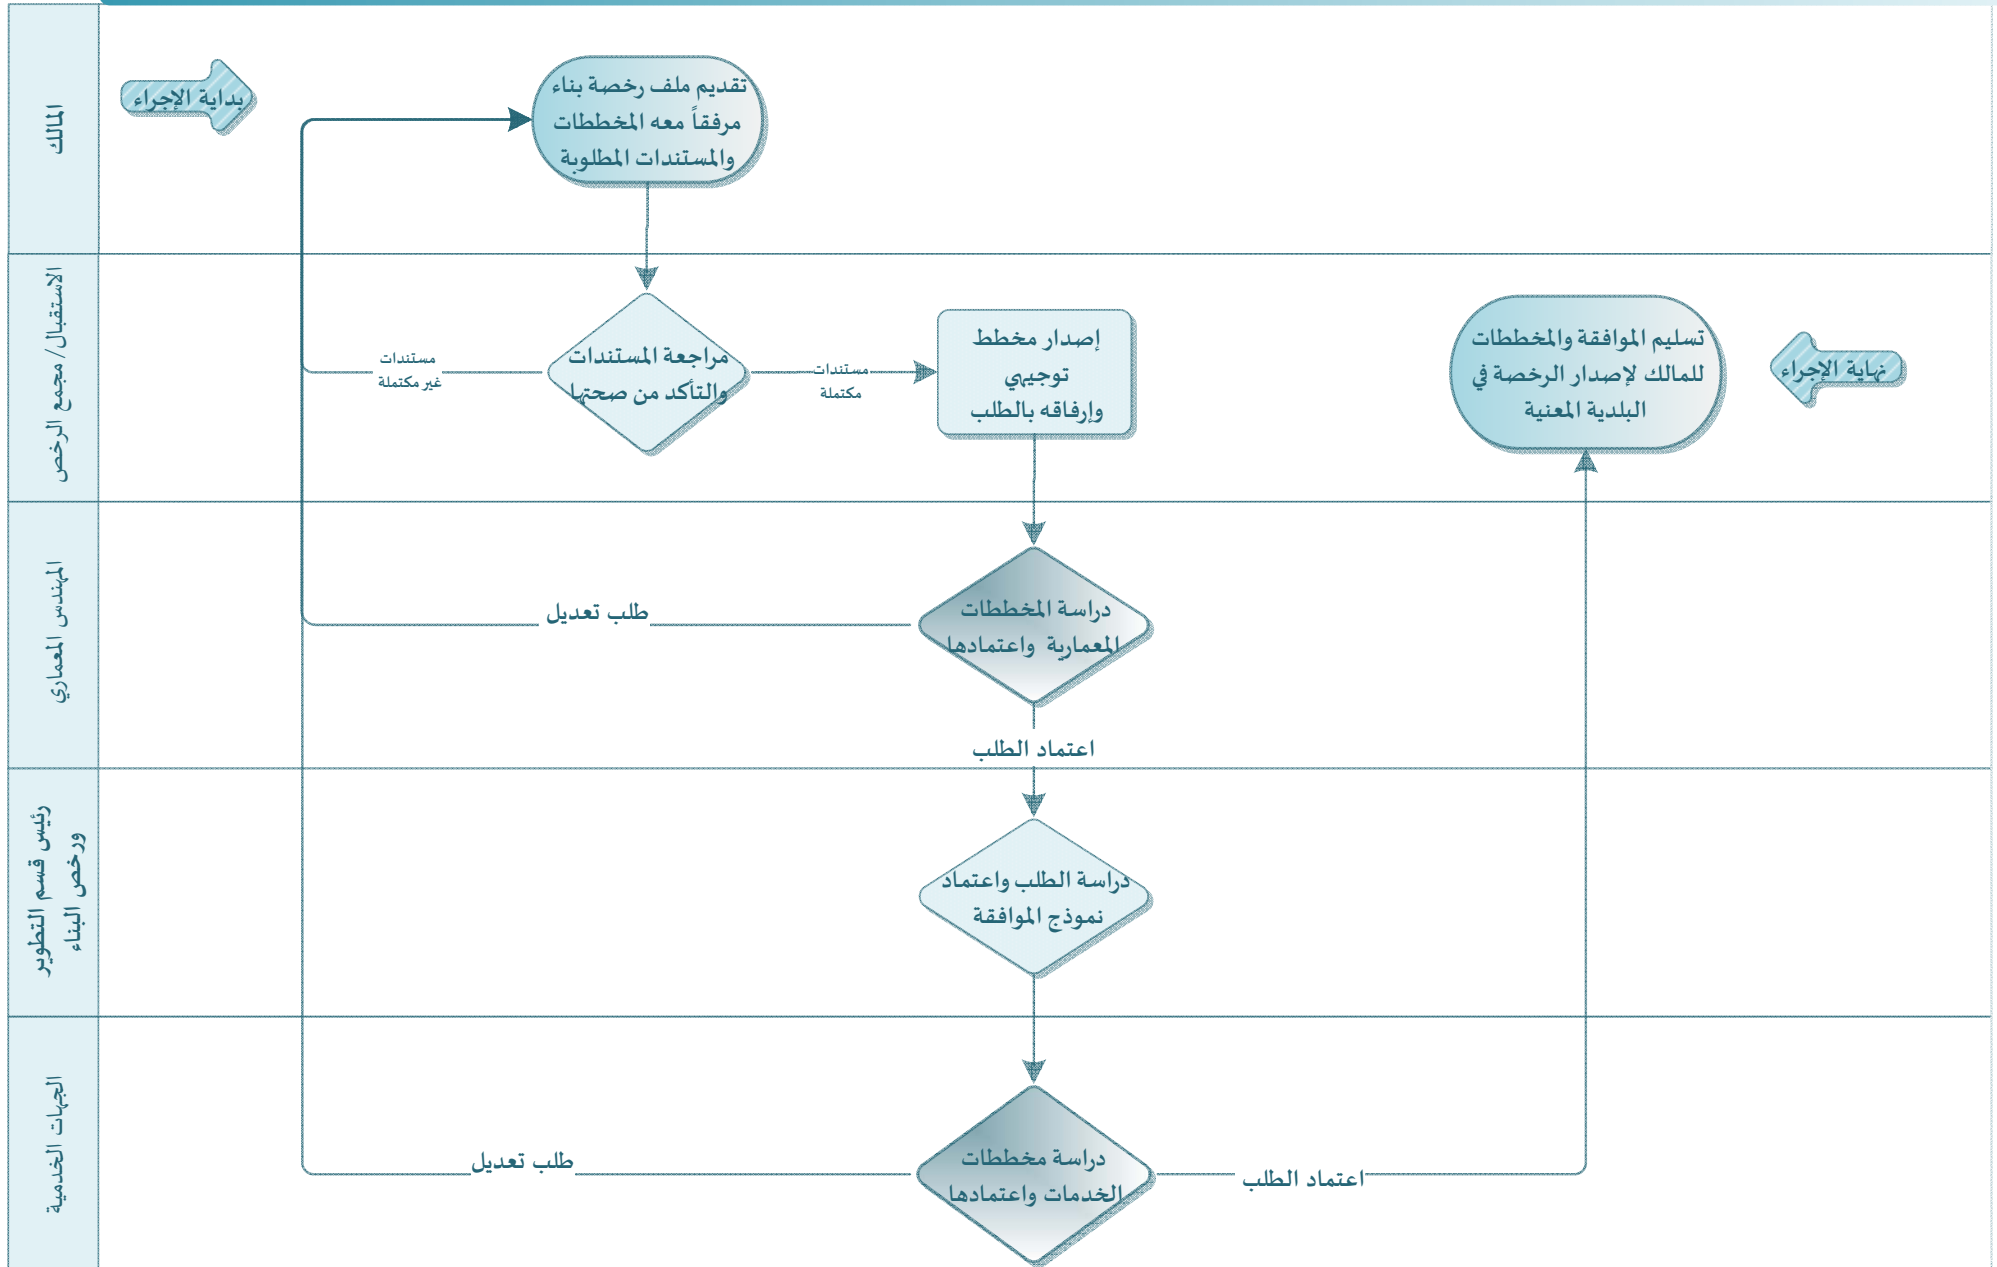 المالك
بداية الإجراء
تقديم ملف رخصة بناء
مرفقاً معه المخططات
والمستندات المطلوبة
الاستقبال/ مجمع الرخص
مستندات
غير مكتملة
مراجعة المستندات
والتأكد من صحتها
مستندات
مكتملة
إصدار مخطط
توجيهي
وإرفاقه بالطلب
تسليم الموافقة والمخططات
للمالك لإصدار الرخصة في
البلدية المعنية
نهاية الإجراء
المهندس المعماري
طلب تعديل
دراسة المخططات
المعمارية واعتمادها
اعتماد الطلب
رئيس قسم التطوير
ورخص البناء
دراسة الطلب واعتماد
نموذج الموافقة
الجهات الخدمية
طلب تعديل
دراسة مخططات
الخدمات واعتمادها
اعتماد الطلب